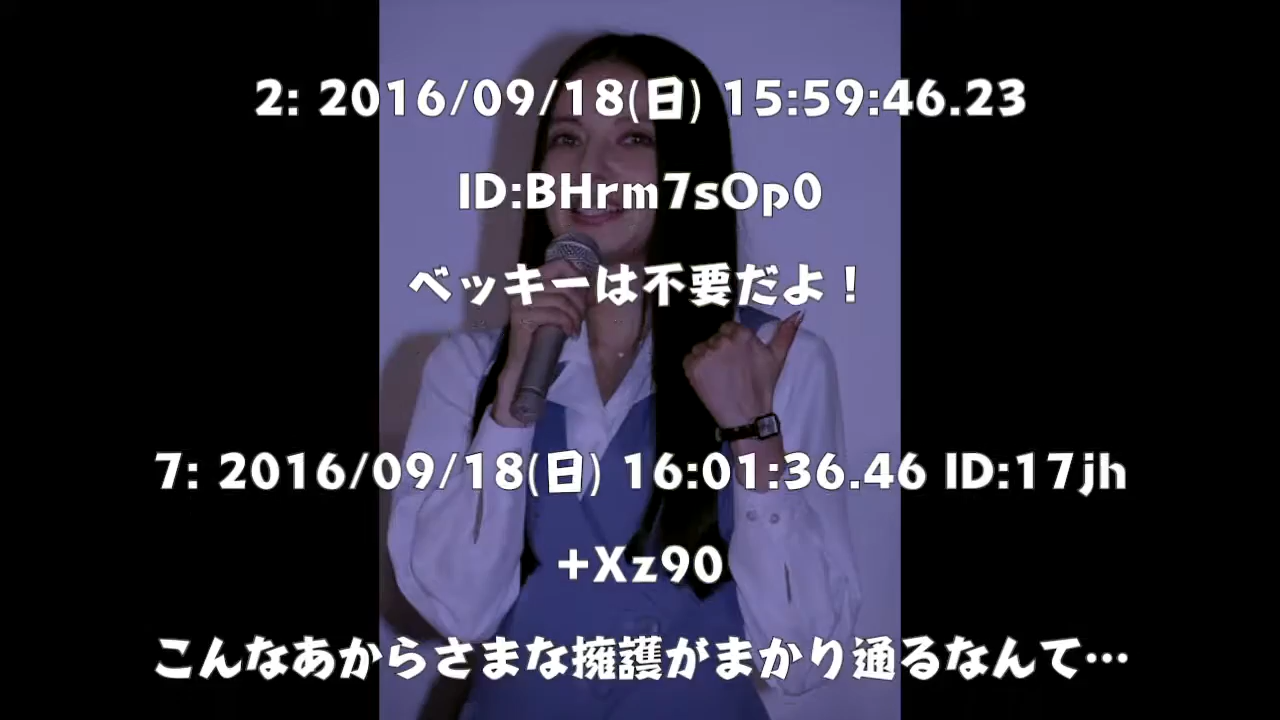 2: 2016/09/18(日) 15:59:46.23
ID:BHrm7sOp0
ベッキーは不要だよ！
7: 2016/09/18(日) 16:01:36.46 ID:17jh
+Xz90
こんなあからさまな擁護がまかり通るなんて…